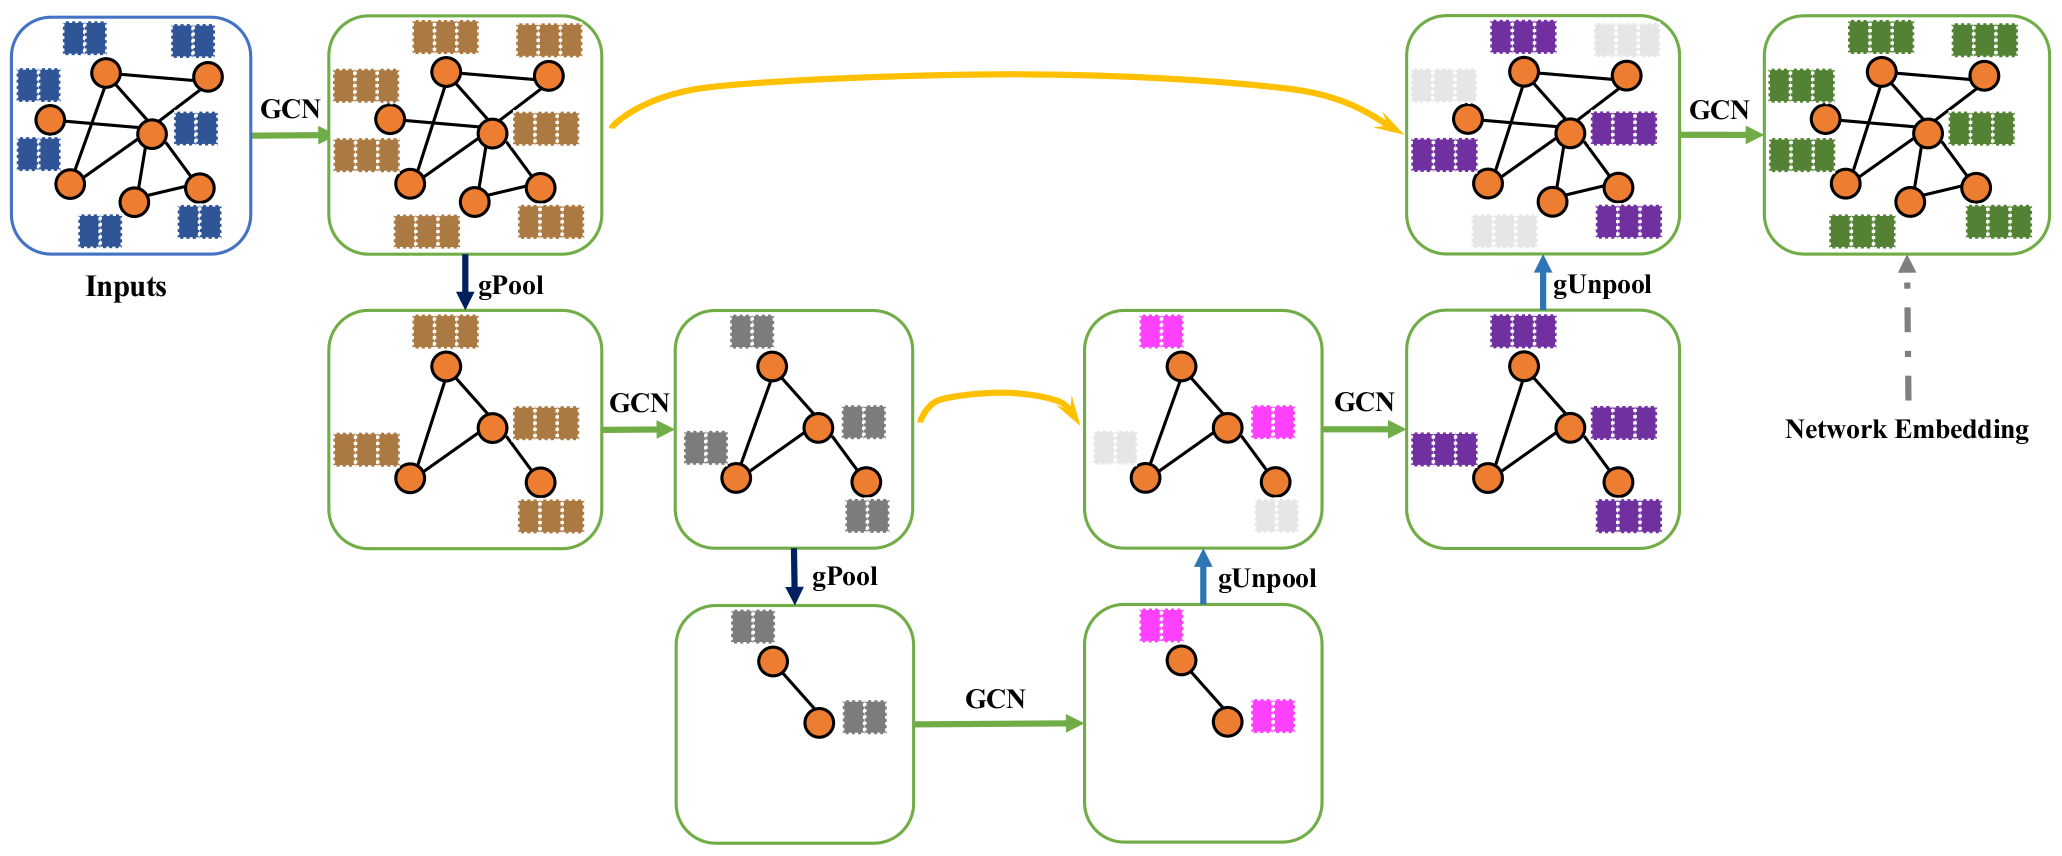 GCN
GCN
Inputs
gPool
gUnpool
GCN
GCN
Network Embedding
gPool
gUnpool
GCN